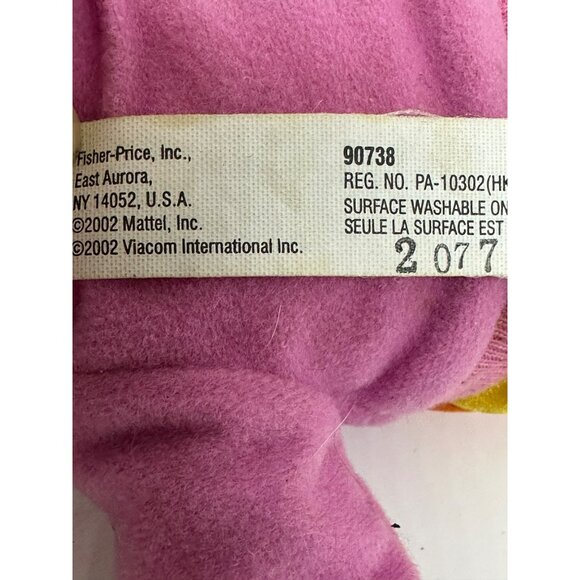 Fisher-Price, Inc.,
East Aurora,
NY 14052, U.S.A.
©2002 Mattel, Inc.
©2002 Viacom International Inc.
90738
REG. NO. PA-10302(HK
SURFACE WASHABLE ON
SEULE LA SURFACE EST
2 077